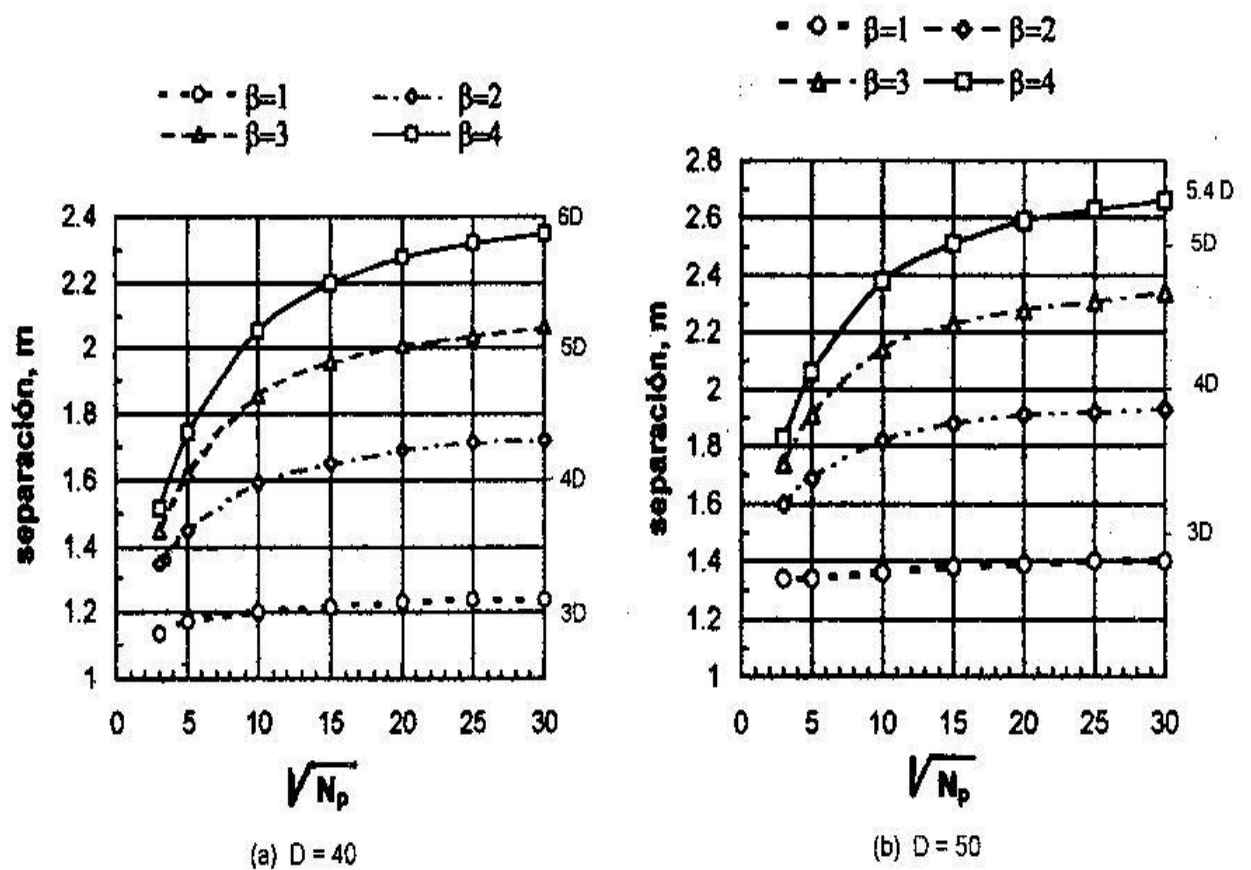 β=1 β=2
β=3 β=4
2.4
2.2
2
1.8
1.6
1.4
1.2
1
separación, m
6D
5D
4D
3D
0 5 10 15 20 25 30
√Np
(a) D = 40
β=1 β=2
β=3 β=4
2.8
2.6
2.4
2.2
2
1.8
1.6
1.4
1.2
1
separación, m
5.4 D
5D
4D
3D
0 5 10 15 20 25 30
√Np
(b) D = 50